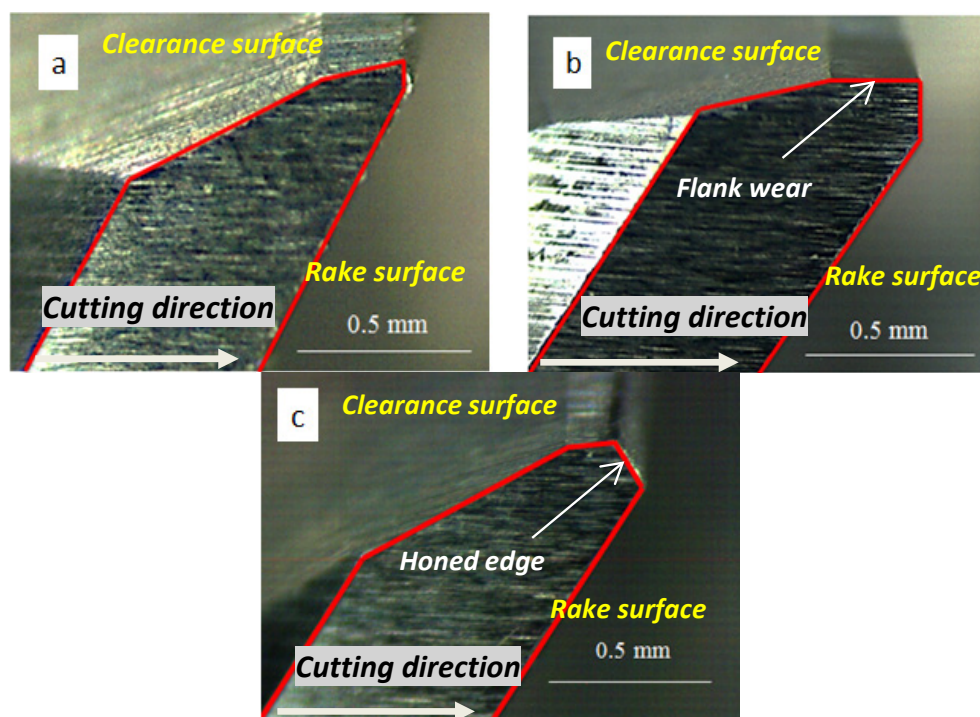 a
Clearance surface
Rake surface
Cutting direction
0.5 mm
b
Clearance surface
Flank wear
Rake surface
Cutting direction
0.5 mm
c
Clearance surface
Honed edge
Rake surface
Cutting direction
0.5 mm